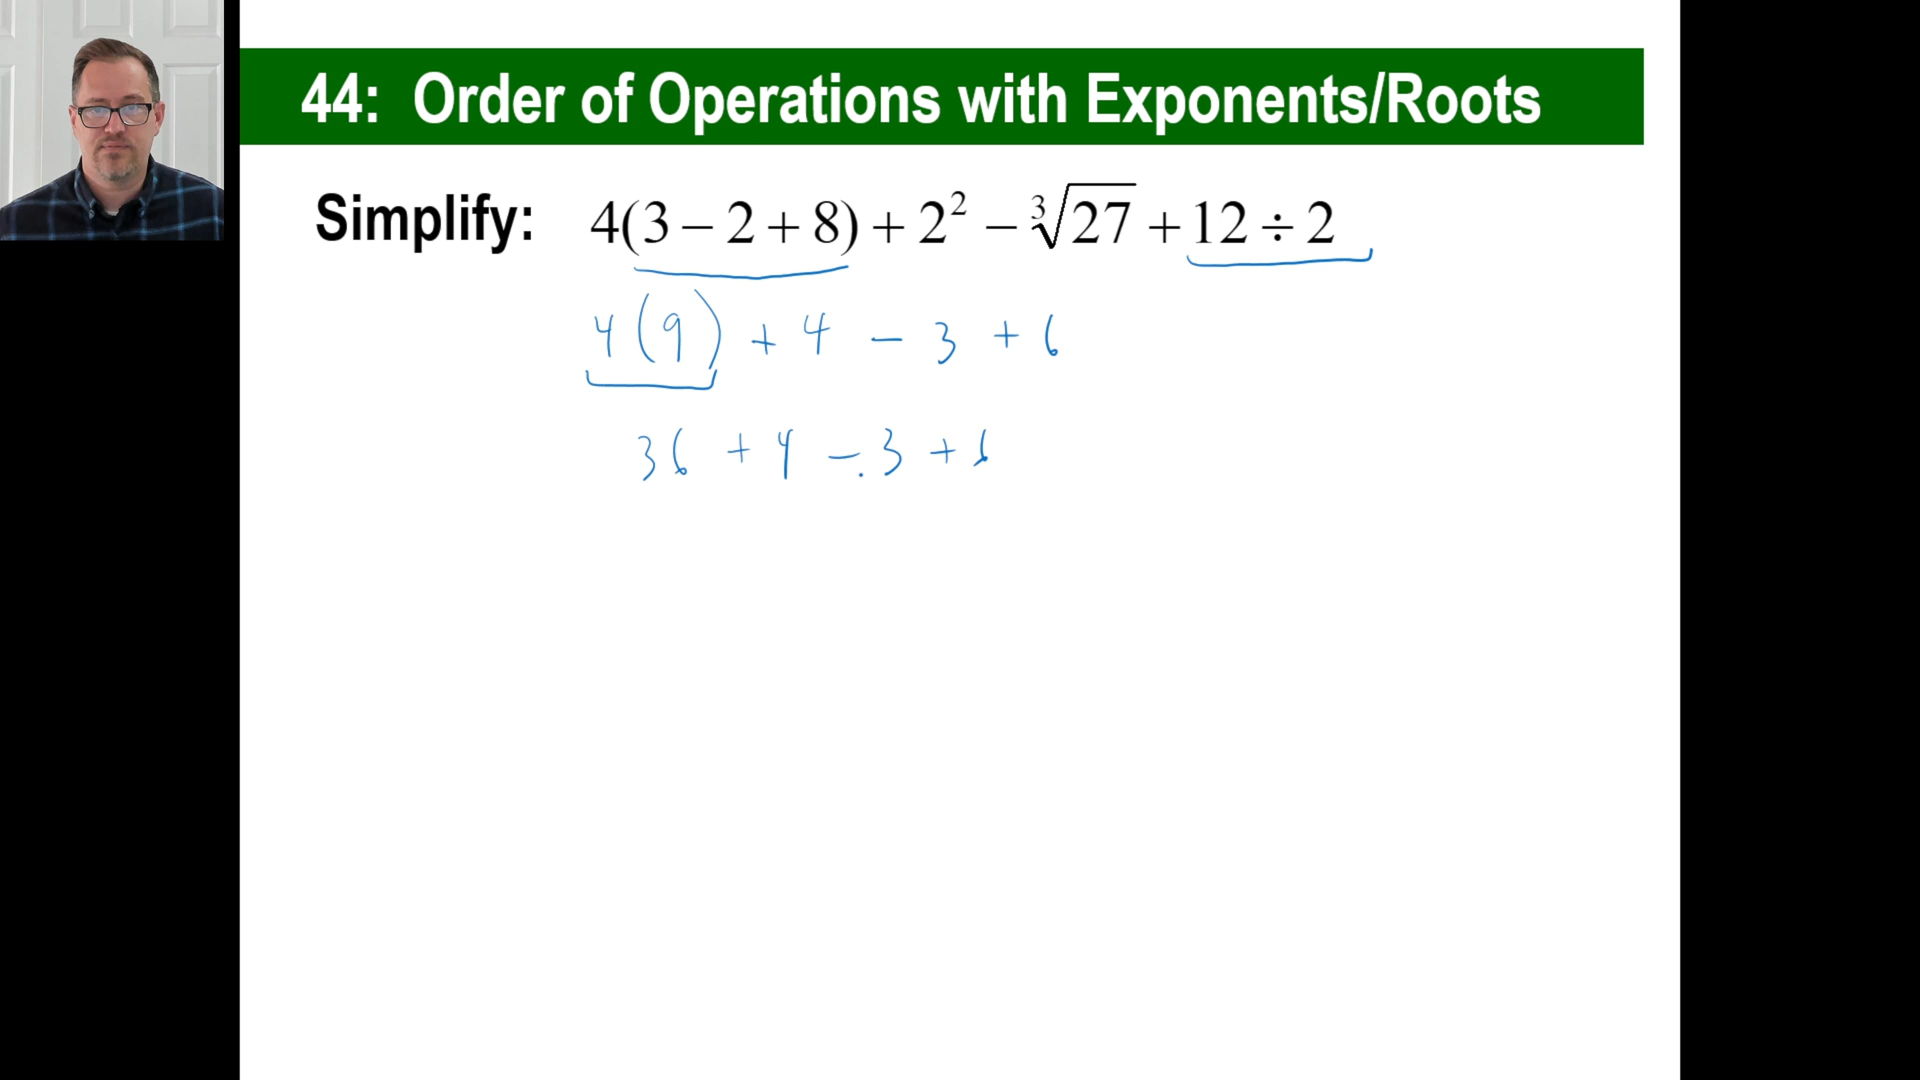 44: Order of Operations with Exponents/Roots
Simplify: 4(3 − 2 + 8) + 2² − ∛27 + 12 ÷ 2
4(9) + 4 − 3 + 6
36 + 4 − 3 + 6